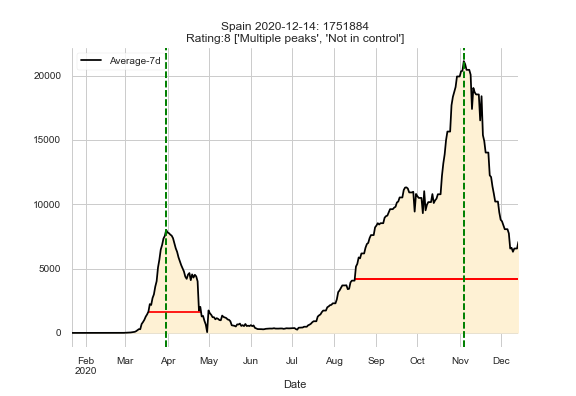 Spain 2020-12-14: 1751884
Rating:8 ['Multiple peaks', 'Not in control']
Average-7d
20000
15000
10000
5000
0
Feb Mar Apr May Jun Jul Aug Sep Oct Nov Dec
2020
Date